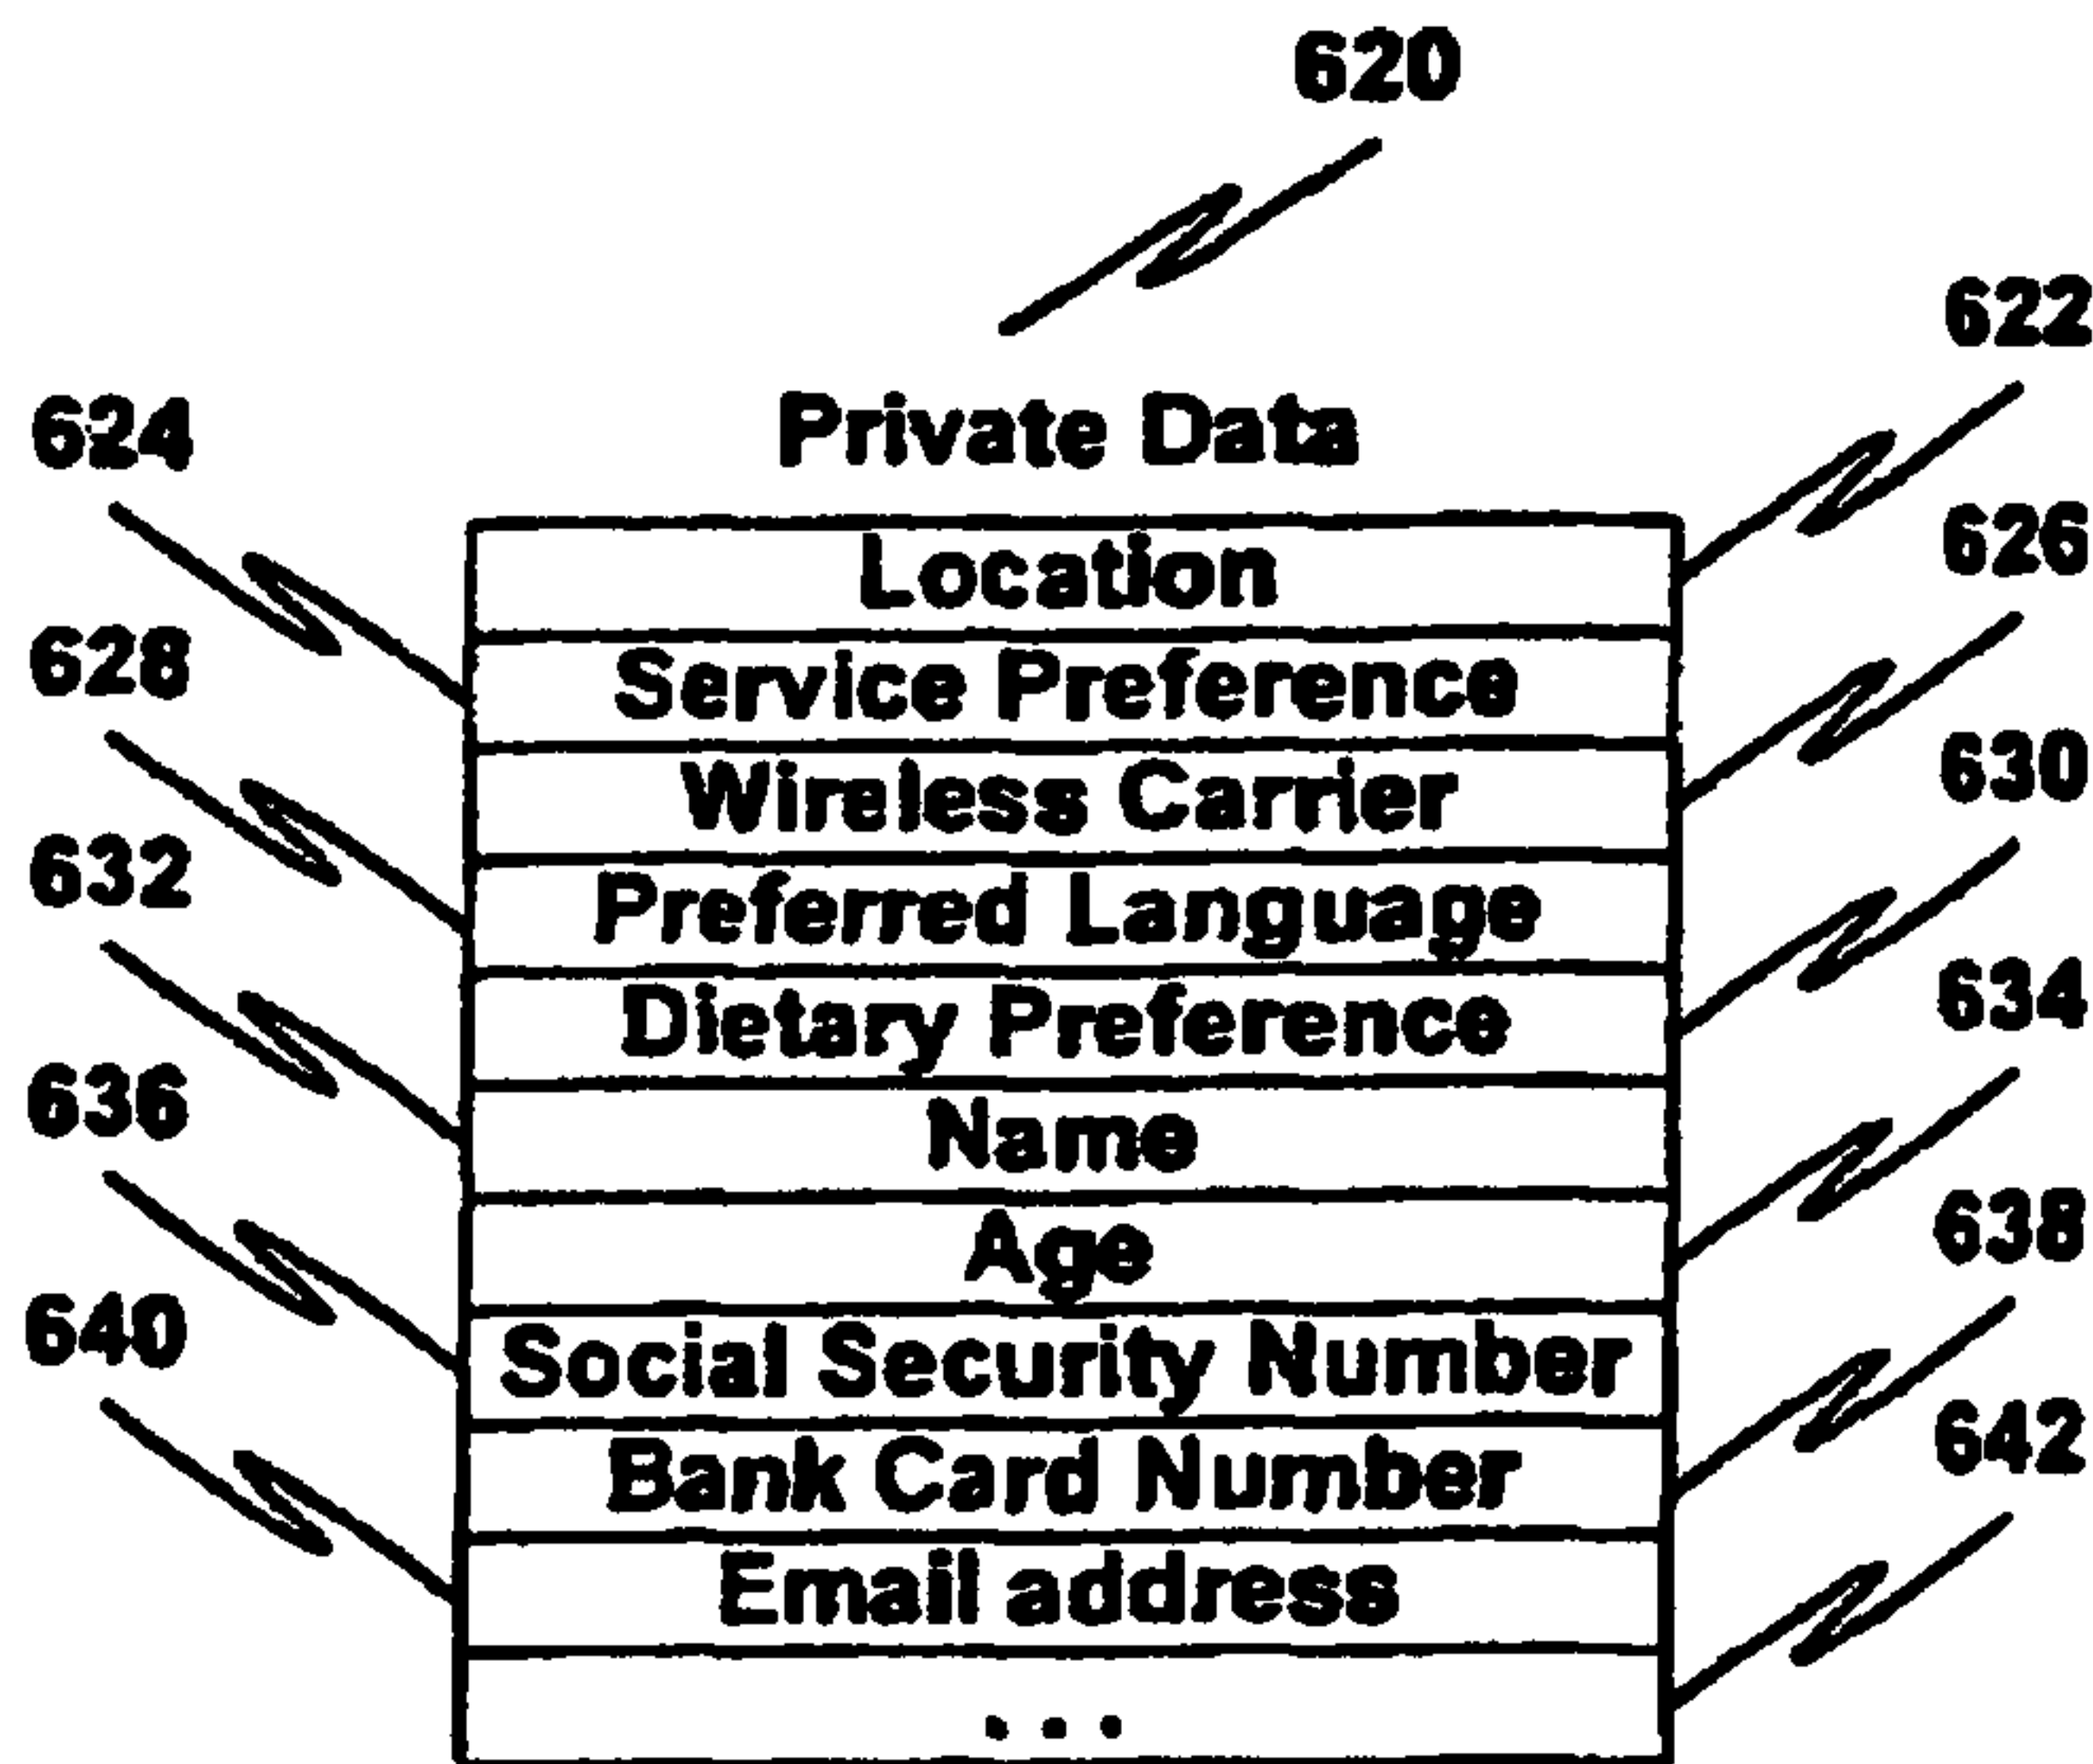 620
622
624
Private Data
626
Location
628
Service Preference
630
Wireless Carrier
632
Preferred Language
634
Dietary Preference
636
Name
638
Age
640
Social Security Number
642
Bank Card Number
Email address
...